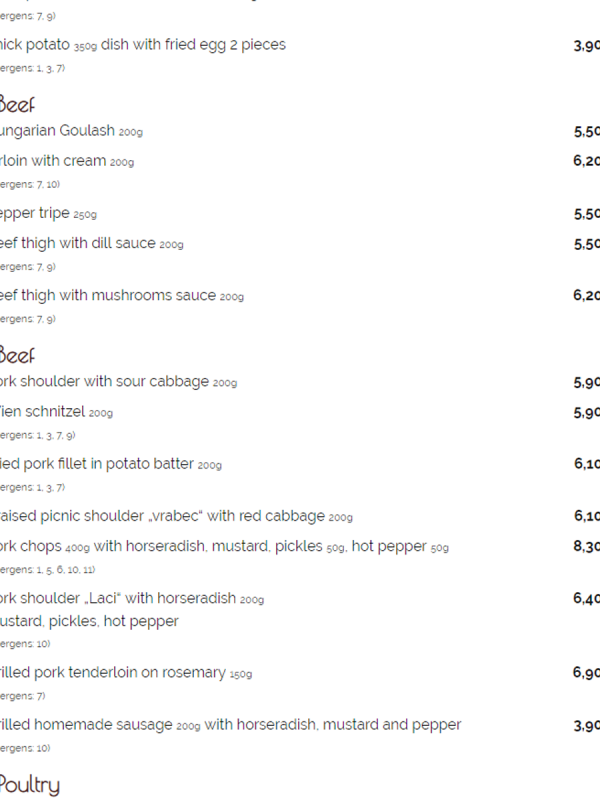 ergens: 7, 9)
hick potato 350g dish with fried egg 2 pieces 3,90
ergens: 1, 3, 7)
Beef
ungarian Goulash 200g 5,50
rloin with cream 200g 6,20
ergens: 7, 10)
epper tripe 250g 5,50
eef thigh with dill sauce 200g 5,50
ergens: 7, 9)
eef thigh with mushrooms sauce 200g 6,20
ergens: 7, 9)
Beef
ork shoulder with sour cabbage 200g 5,90
ien schnitzel 200g 5,90
ergens: 1, 3, 7, 9)
ied pork fillet in potato batter 200g 6,10
ergens: 1, 3, 7)
raised picnic shoulder „vrabec“ with red cabbage 200g 6,10
ork chops 400g with horseradish, mustard, pickles 50g, hot pepper 50g 8,30
ergens: 1, 5, 6, 10, 11)
ork shoulder „Laci“ with horseradish 200g 6,40
ustard, pickles, hot pepper
ergens: 10)
rilled pork tenderloin on rosemary 150g 6,90
ergens: 7)
rilled homemade sausage 200g with horseradish, mustard and pepper 3,90
ergens: 10)
Poultry